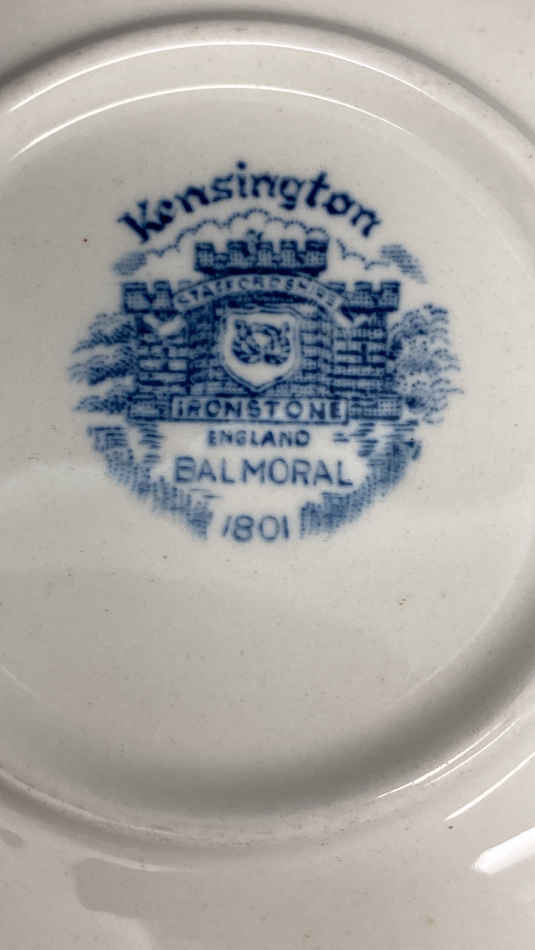 Kensington
STAFFORDSHIRE
IRONSTONE
ENGLAND
BALMORAL
1801